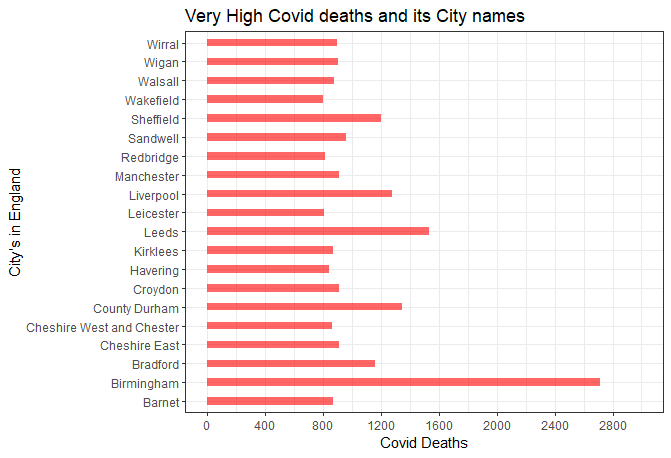 Very High Covid deaths and its City names
City's in England
Wirral
Wigan
Walsall
Wakefield
Sheffield
Sandwell
Redbridge
Manchester
Liverpool
Leicester
Leeds
Kirklees
Havering
Croydon
County Durham
Cheshire West and Chester
Cheshire East
Bradford
Birmingham
Barnet
0 400 800 1200 1600 2000 2400 2800
Covid Deaths